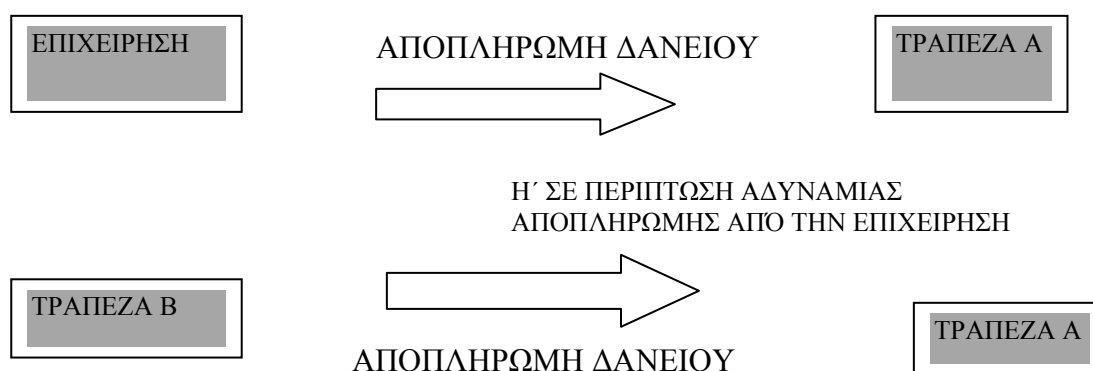 ΕΠΙΧΕΙΡΗΣΗ
ΑΠΟΠΛΗΡΩΜΗ ΔΑΝΕΙΟΥ
ΤΡΑΠΕΖΑ Α
Η΄ ΣΕ ΠΕΡΙΠΤΩΣΗ ΑΔΥΝΑΜΙΑΣ
ΑΠΟΠΛΗΡΩΜΗΣ ΑΠΌ ΤΗΝ ΕΠΙΧΕΙΡΗΣΗ
ΤΡΑΠΕΖΑ Β
ΤΡΑΠΕΖΑ Α
ΑΠΟΠΛΗΡΩΜΗ ΔΑΝΕΙΟΥ